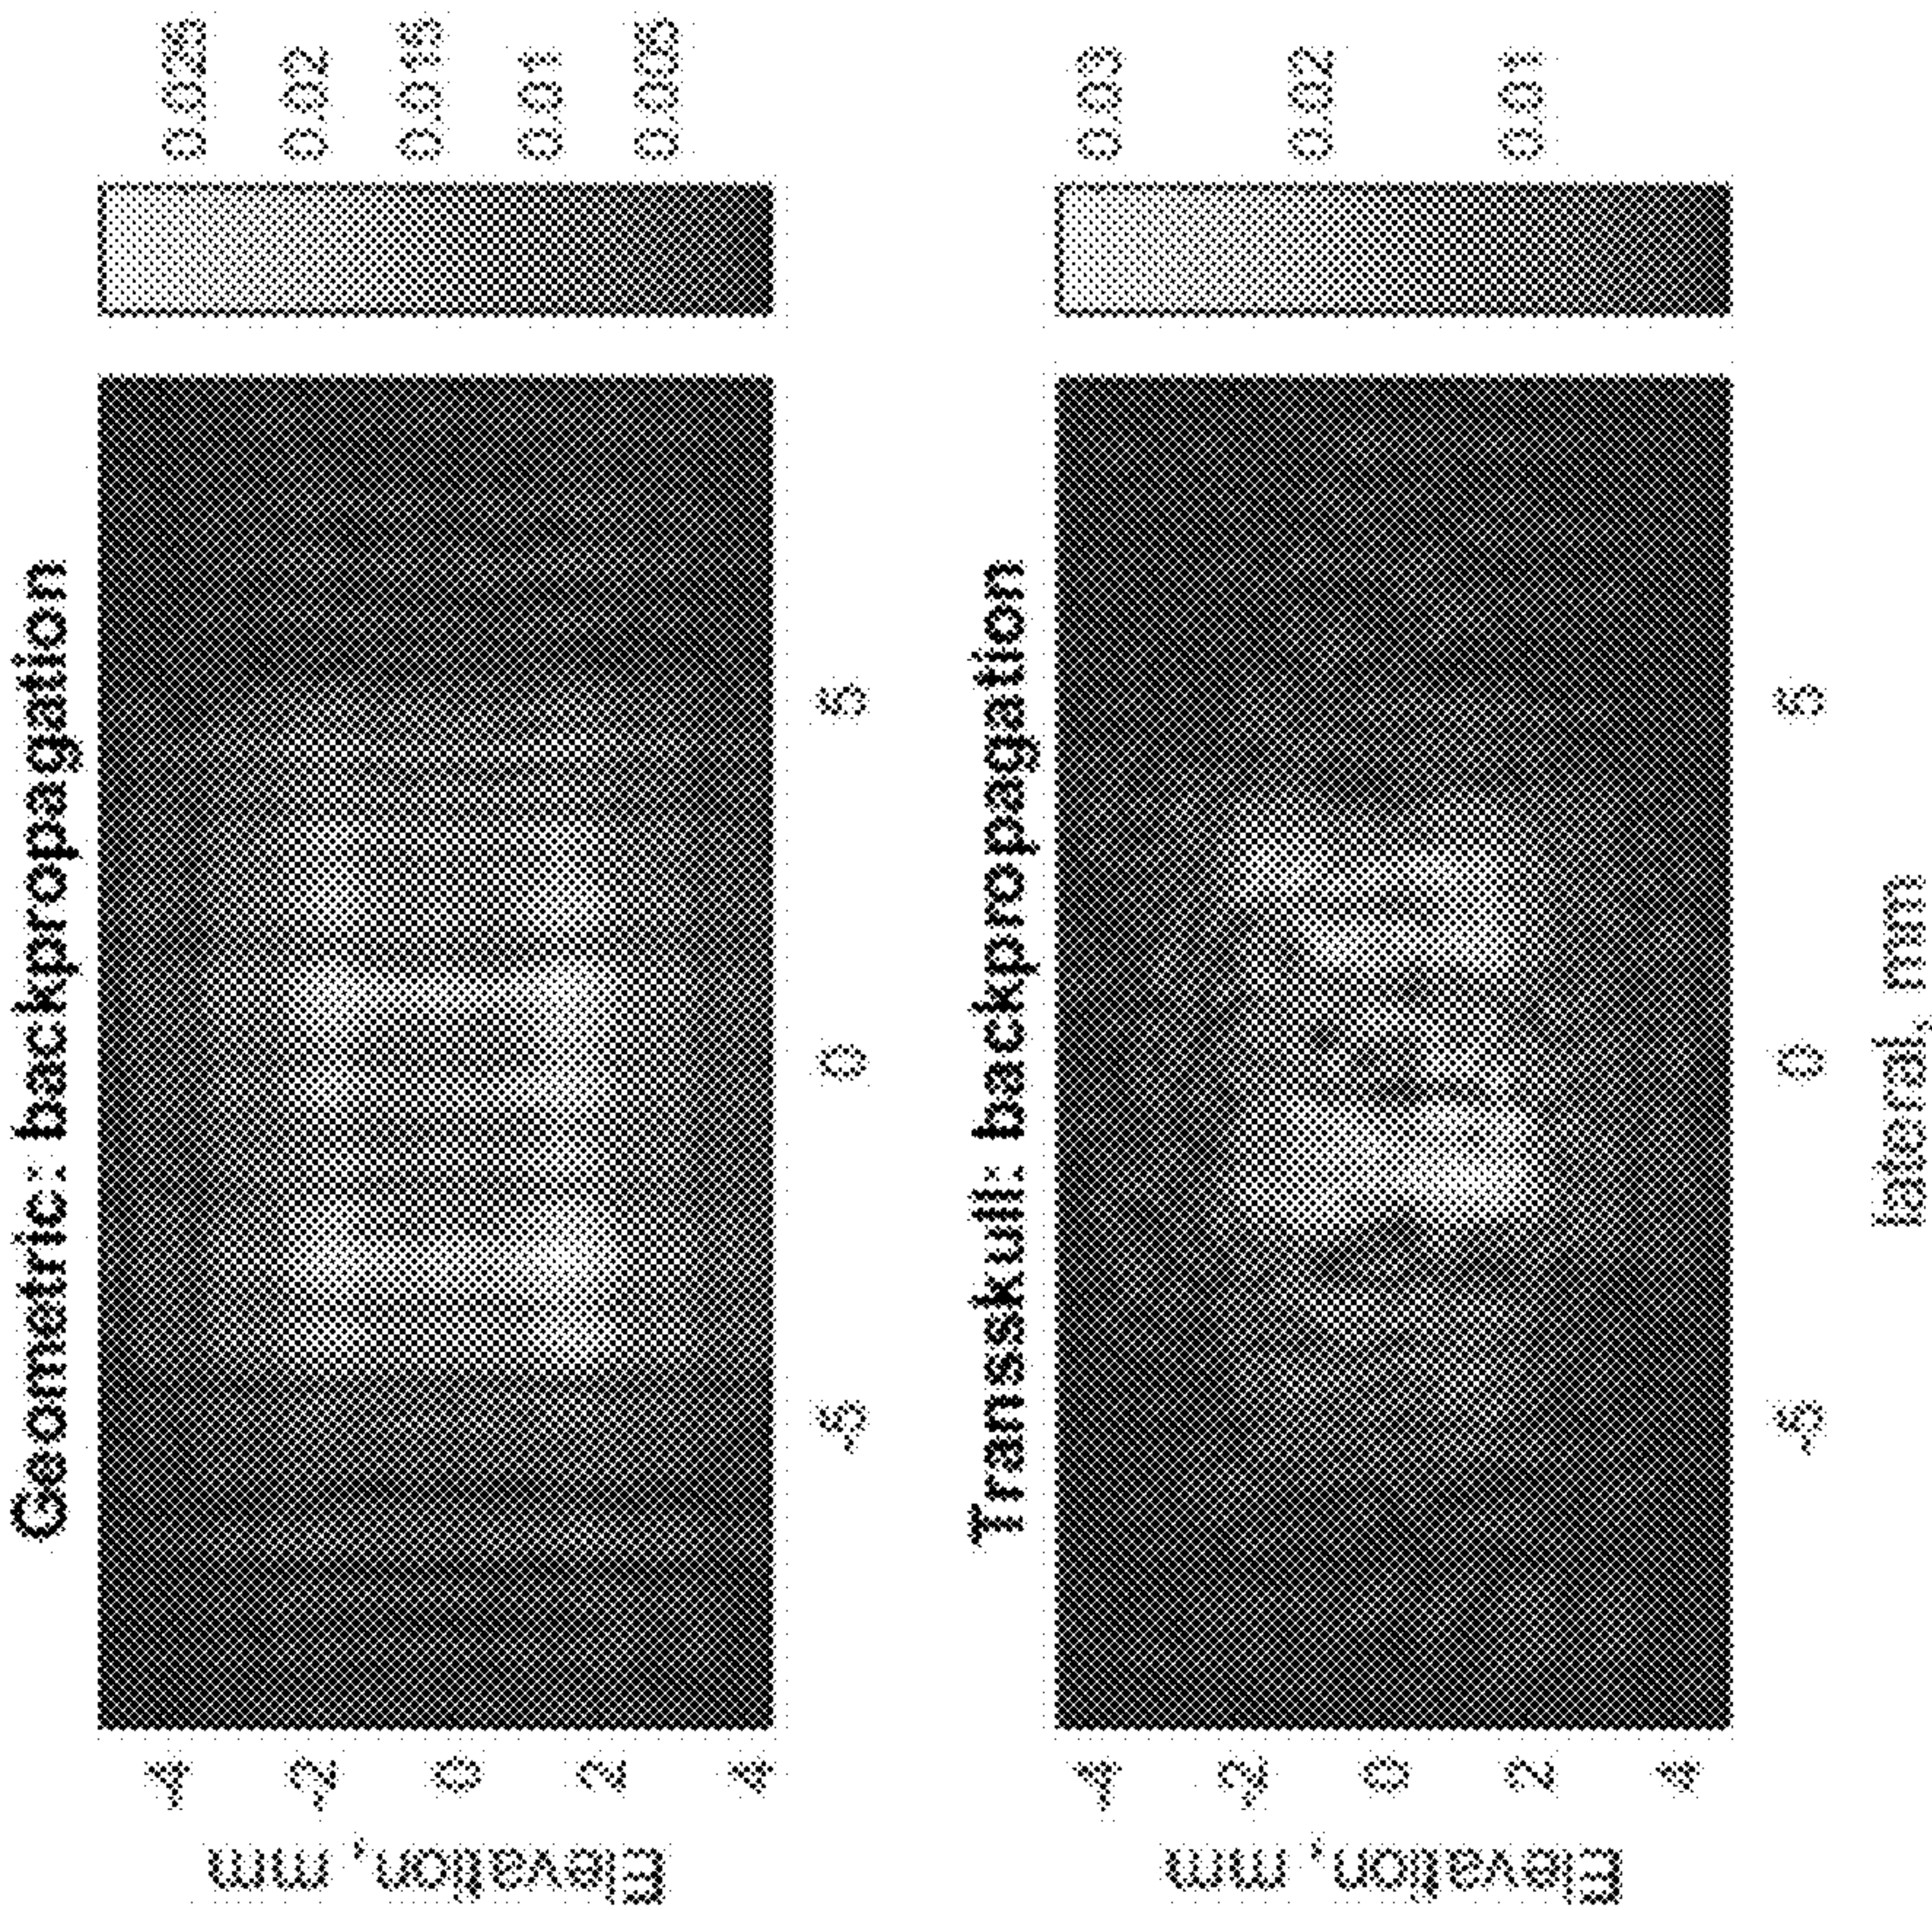 Geometric: backpropagation
Elevation, mm
-4
-2
0
2
4
-5 0 5
0.025
0.02
0.015
0.01
0.005
Transskull: backpropagation
Elevation, mm
-4
-2
0
2
4
-5 0 5
lateral, mm
0.03
0.02
0.01